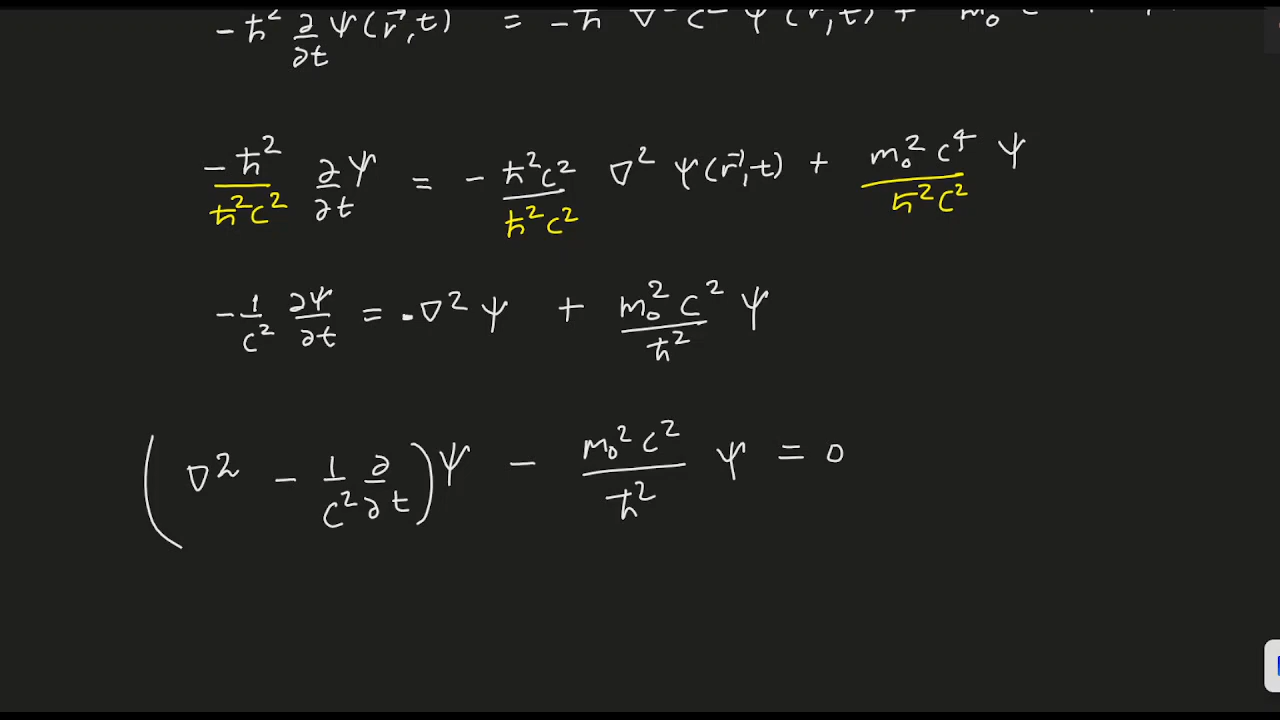 -ħ² ∂/∂t Ψ(r⃗,t) = -ħ ∇² c² Ψ(r⃗,t) + m₀ c
-ħ²/ħ²c² ∂Ψ/∂t = - ħ²c²/ħ²c² ∇² Ψ(r⃗,t) + m₀²c⁴/ħ²c² Ψ
-1/c² ∂Ψ/∂t = -∇²Ψ + m₀²c²/ħ² Ψ
(∇² - 1/c² ∂/∂t)Ψ - m₀²c²/ħ² Ψ = 0